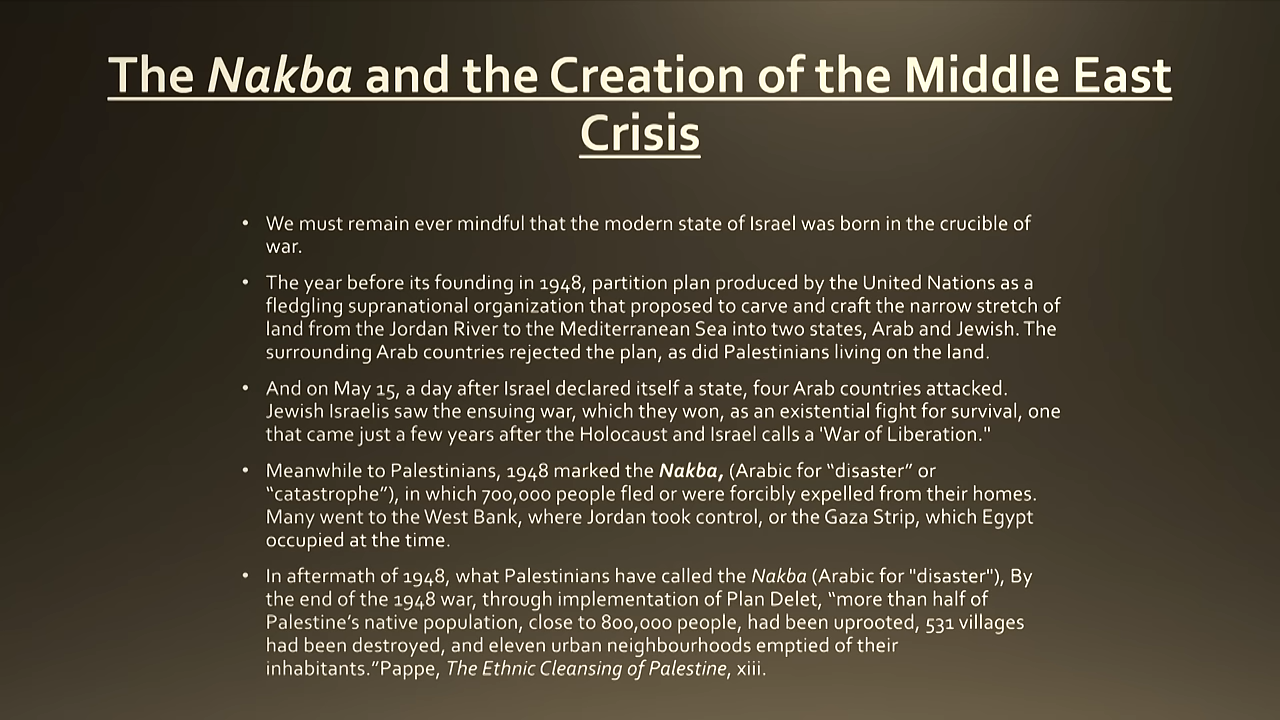 The Nakba and the Creation of the Middle East
Crisis
• We must remain ever mindful that the modern state of Israel was born in the crucible of
war.
• The year before its founding in 1948, partition plan produced by the United Nations as a
fledgling supranational organization that proposed to carve and craft the narrow stretch of
land from the Jordan River to the Mediterranean Sea into two states, Arab and Jewish. The
surrounding Arab countries rejected the plan, as did Palestinians living on the land.
• And on May 15, a day after Israel declared itself a state, four Arab countries attacked.
Jewish Israelis saw the ensuing war, which they won, as an existential fight for survival, one
that came just a few years after the Holocaust and Israel calls a 'War of Liberation."
• Meanwhile to Palestinians, 1948 marked the Nakba, (Arabic for “disaster” or
“catastrophe”), in which 700,000 people fled or were forcibly expelled from their homes.
Many went to the West Bank, where Jordan took control, or the Gaza Strip, which Egypt
occupied at the time.
• In aftermath of 1948, what Palestinians have called the Nakba (Arabic for "disaster"), By
the end of the 1948 war, through implementation of Plan Delet, “more than half of
Palestine’s native population, close to 800,000 people, had been uprooted, 531 villages
had been destroyed, and eleven urban neighbourhoods emptied of their
inhabitants.”Pappe, The Ethnic Cleansing of Palestine, xiii.